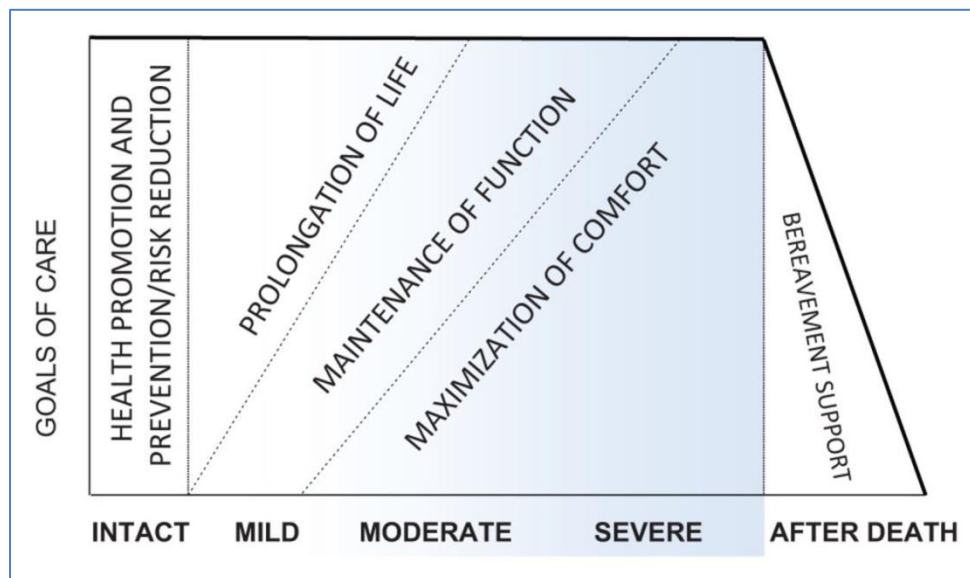 GOALS OF CARE
HEALTH PROMOTION AND
PREVENTION/RISK REDUCTION
PROLONGATION OF LIFE
MAINTENANCE OF FUNCTION
MAXIMIZATION OF COMFORT
BEREAVEMENT SUPPORT
INTACT MILD MODERATE SEVERE AFTER DEATH